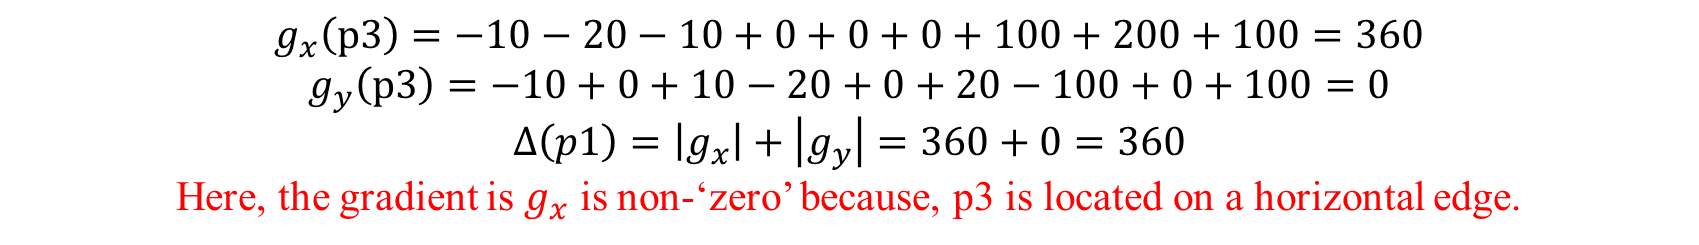 gₓ(p3) = −10 − 20 − 10 + 0 + 0 + 0 + 100 + 200 + 100 = 360
g_y(p3) = −10 + 0 + 10 − 20 + 0 + 20 − 100 + 0 + 100 = 0
Δ(p1) = |gₓ| + |g_y| = 360 + 0 = 360
Here, the gradient is gₓ is non-‘zero’ because, p3 is located on a horizontal edge.